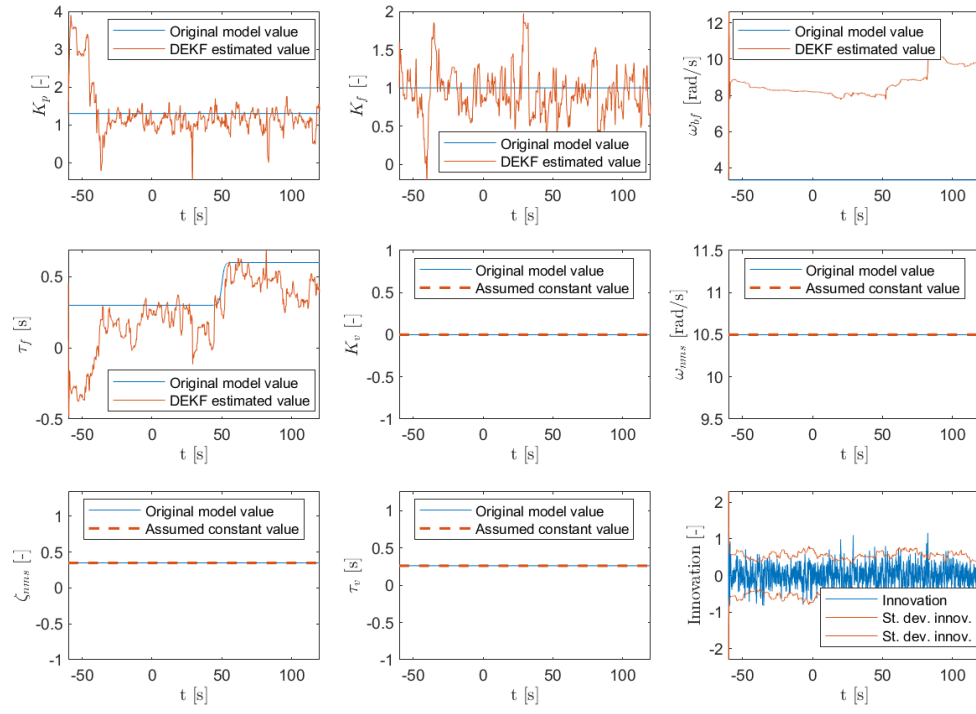 4
3
2
1
0
K_p [-]
Original model value
DEKF estimated value
-50
0
50
100
t [s]
2
1.5
1
0.5
0
K_f [-]
Original model value
DEKF estimated value
-50
0
50
100
t [s]
12
10
8
6
4
ω_bf [rad/s]
Original model value
DEKF estimated value
-50
0
50
100
t [s]
0.5
0
-0.5
τ_f [s]
Original model value
DEKF estimated value
-50
0
50
100
t [s]
1
0.5
0
-0.5
-1
K_v [-]
Original model value
Assumed constant value
-50
0
50
100
t [s]
11.5
11
10.5
10
9.5
ω_nms [rad/s]
Original model value
Assumed constant value
-50
0
50
100
t [s]
1
0.5
0
-0.5
-1
ζ_nms [-]
Original model value
Assumed constant value
-50
0
50
100
t [s]
1
0.5
0
-0.5
-1
τ_v [s]
Original model value
Assumed constant value
-50
0
50
100
t [s]
2
1
0
-1
-2
Innovation [-]
Innovation
St. dev. innov.
St. dev. innov.
-50
0
50
100
t [s]